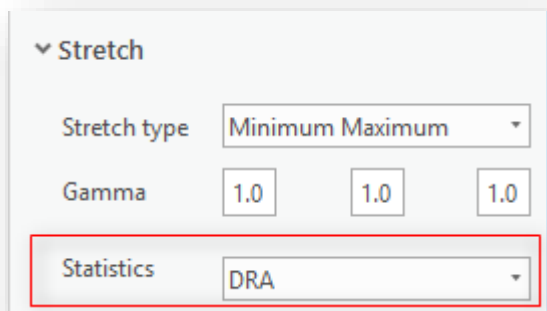 Stretch
Stretch type Minimum Maximum
Gamma 1.0 1.0 1.0
Statistics DRA